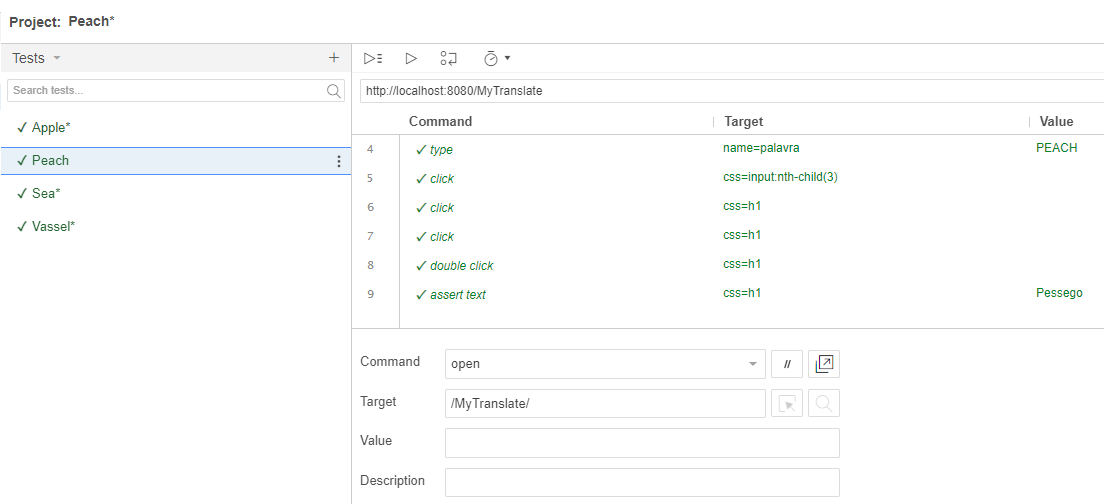 Project: Peach*
Tests
Search tests...
✓ Apple*
✓ Peach
✓ Sea*
✓ Vassel*
http://localhost:8080/MyTranslate
Command Target Value
4 ✓ type name=palavra PEACH
5 ✓ click css=input:nth-child(3)
6 ✓ click css=h1
7 ✓ click css=h1
8 ✓ double click css=h1
9 ✓ assert text css=h1 Pessego
Command open //
Target /MyTranslate/
Value
Description